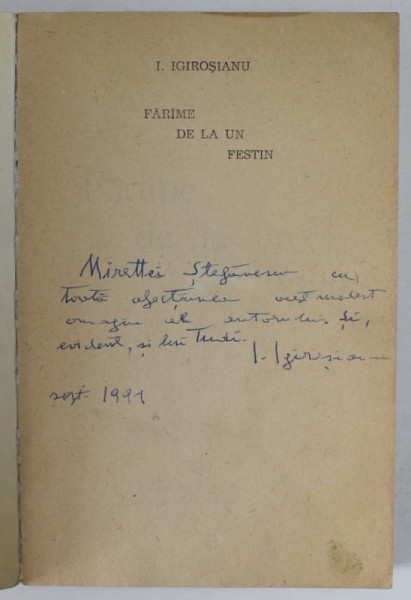 I. IGIROȘIANU
FĂRÎME
DE LA UN
FESTIN
Mirettei Ștefănescu cu
toată afecțiunea acest modest
omagiu al autorului și,
evident, și lui Tudi.
I. Igiroșianu
sept. 1991